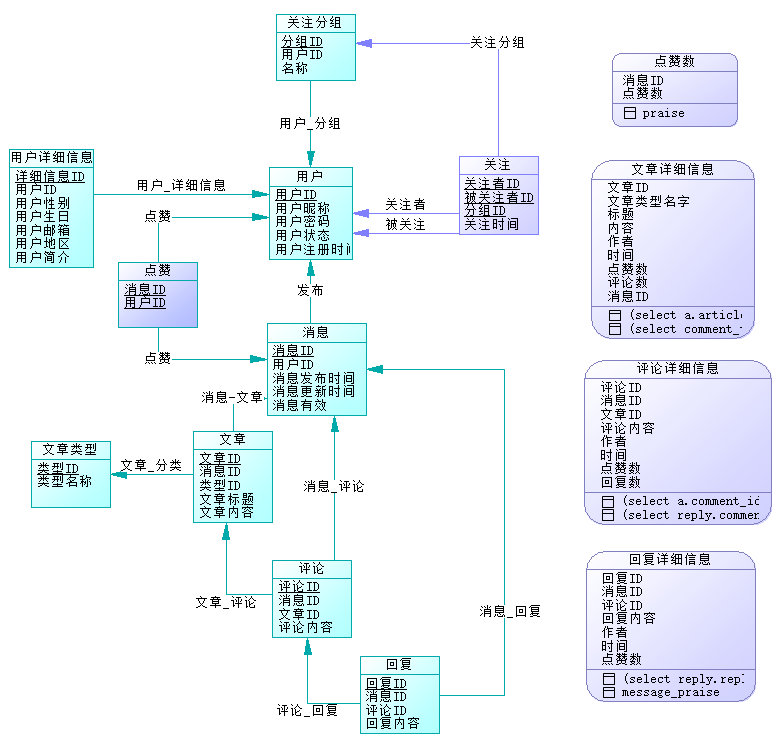 关注分组
分组ID
用户ID
名称
关注分组
用户_分组
用户详细信息
详细信息ID
用户ID
用户性别
用户生日
用户邮箱
用户地区
用户简介
用户_详细信息
用户
用户ID
用户昵称
用户密码
用户状态
用户注册时间
关注
关注者ID
被关注者ID
分组ID
关注时间
关注者
被关注
点赞
点赞
消息ID
用户ID
点赞
发布
消息
消息ID
用户ID
消息发布时间
消息更新时间
消息有效
消息-文章
文章类型
类型ID
类型名称
文章_分类
文章
文章ID
消息ID
类型ID
文章标题
文章内容
消息_评论
文章_评论
评论
评论ID
消息ID
文章ID
评论内容
消息_回复
评论_回复
回复
回复ID
消息ID
评论ID
回复内容
点赞数
消息ID
点赞数
praise
文章详细信息
文章ID
文章类型名字
标题
内容
作者
时间
点赞数
评论数
消息ID
(select a.article
(select comment_
评论详细信息
评论ID
消息ID
文章ID
评论内容
作者
时间
点赞数
回复数
(select a.comment_id
(select reply.commen
回复详细信息
回复ID
消息ID
评论ID
回复内容
作者
时间
点赞数
(select reply.repl
message_praise